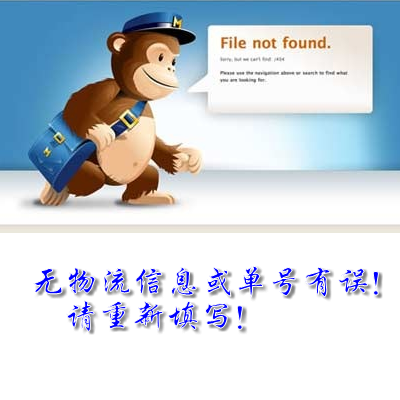 M
File not found.
Sorry, but we can't find /404.
Please use the navigation above or search to find what
you are looking for.
无物流信息或单号有误!
请重新填写!